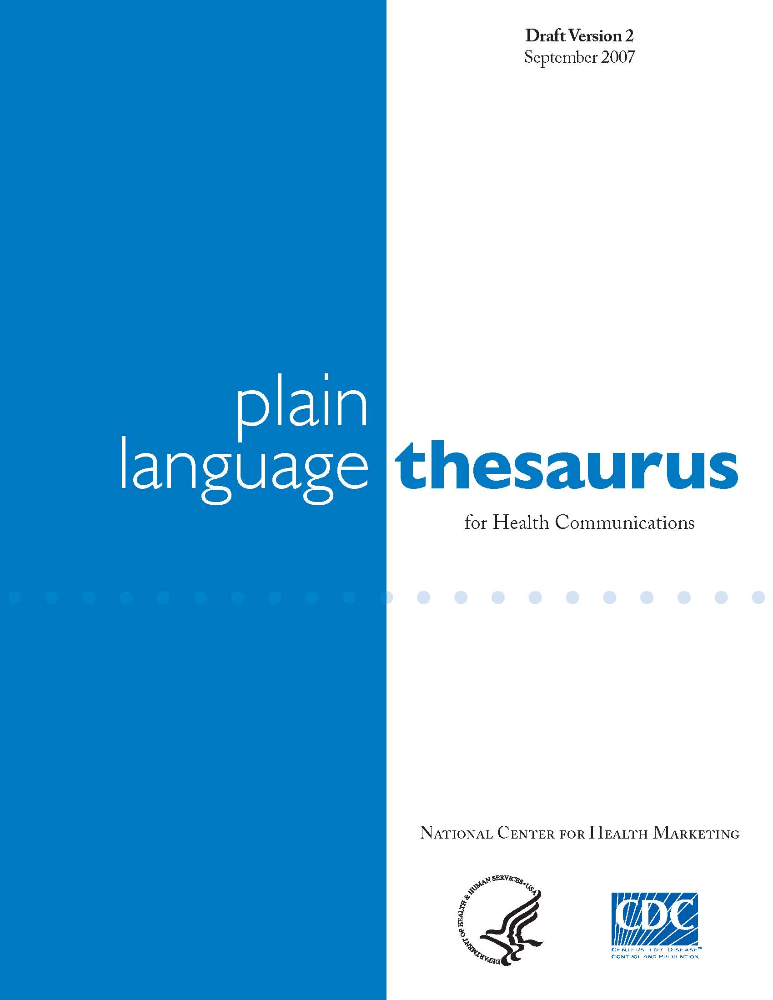 Draft Version 2
September 2007
plain
language thesaurus
for Health Communications
National Center for Health Marketing
DEPARTMENT OF HEALTH & HUMAN SERVICES • USA
CDC
Centers for Disease™
Control and Prevention